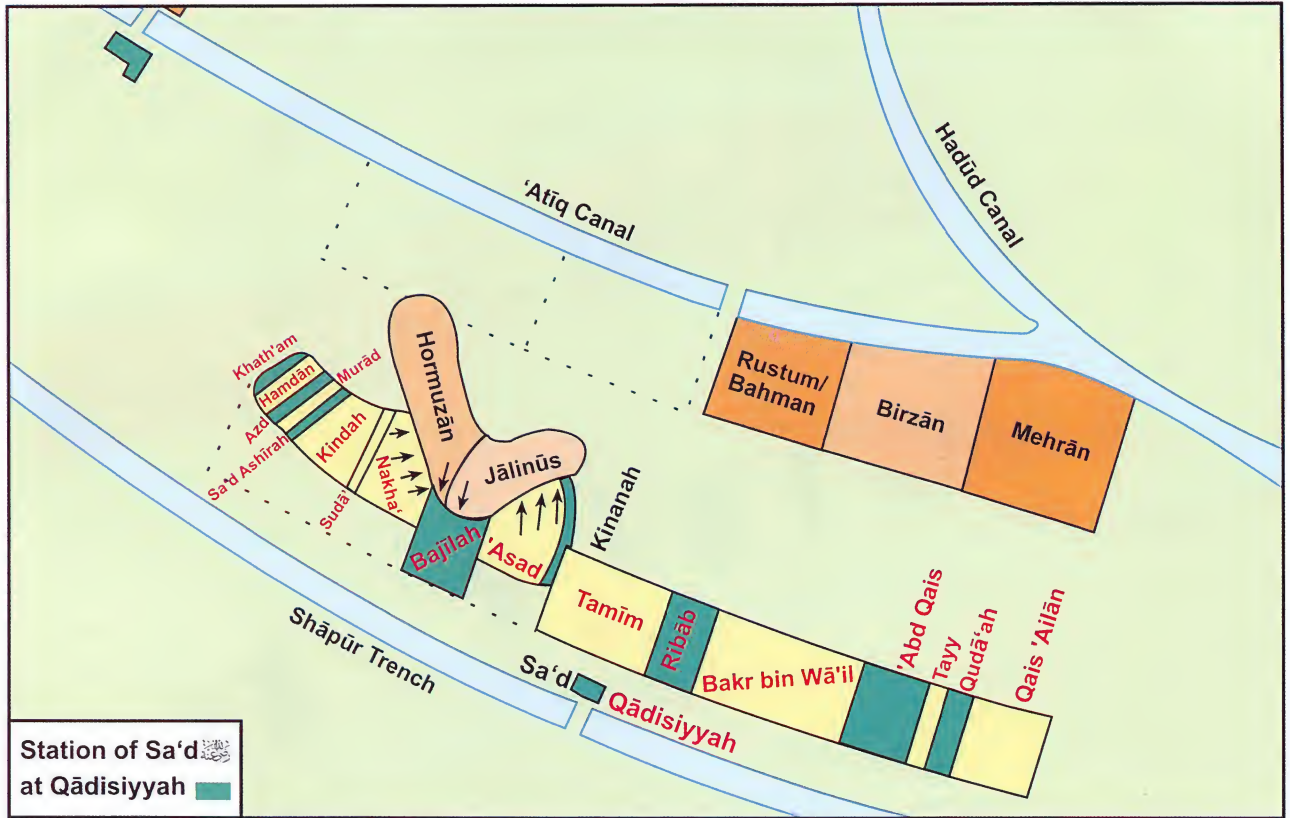 Hadūd Canal
'Atīq Canal
Khath'am
Hamdān
Murād
Azd
Sa'd Ashīrah
Kindah
Sudā'
Nakha'
Hormuzān
Jālinūs
Bajīlah
'Asad
Kinanah
Rustum/
Bahman
Birzān
Mehrān
Tamīm
Ribāb
Bakr bin Wā'il
'Abd Qais
Tayy
Qudā'ah
Qais 'Ailān
Shāpūr Trench
Sa'd
Qādisiyyah
Station of Sa'd
at Qādisiyyah